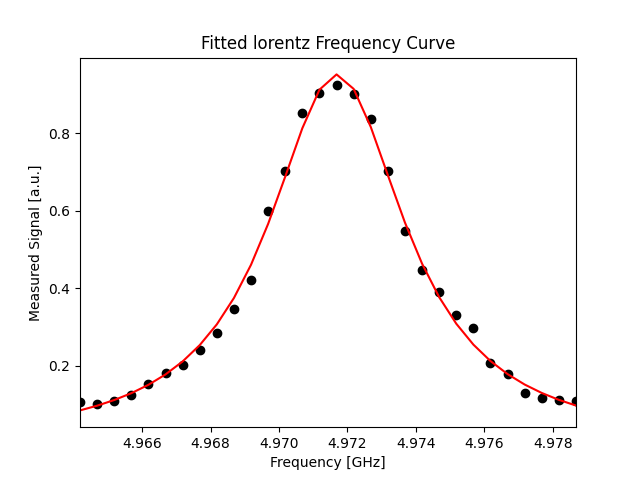 Fitted lorentz Frequency Curve
Measured Signal [a.u.]
0.8
0.6
0.4
0.2
4.966 4.968 4.970 4.972 4.974 4.976 4.978
Frequency [GHz]